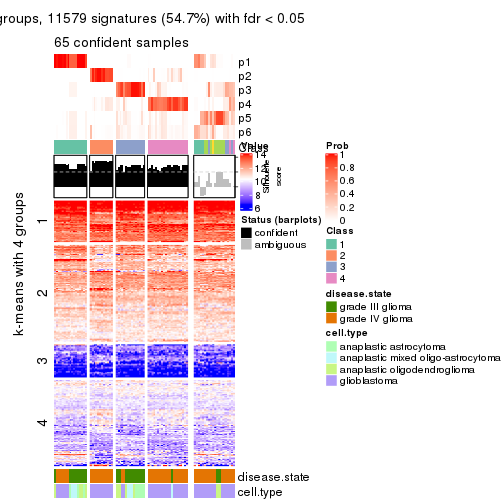 groups, 11579 signatures (54.7%) with fdr < 0.05
65 confident samples
p1
p2
p3
p4
p5
p6
Class
Silhouette score
k-means with 4 groups
1
2
3
4
disease.state
cell.type
Value
14
12
10
8
6
Status (barplots)
confident
ambiguous
Prob
1
0.8
0.6
0.4
0.2
0
Class
1
2
3
4
disease.state
grade III glioma
grade IV glioma
cell.type
anaplastic astrocytoma
anaplastic mixed oligo-astrocytoma
anaplastic oligodendroglioma
glioblastoma